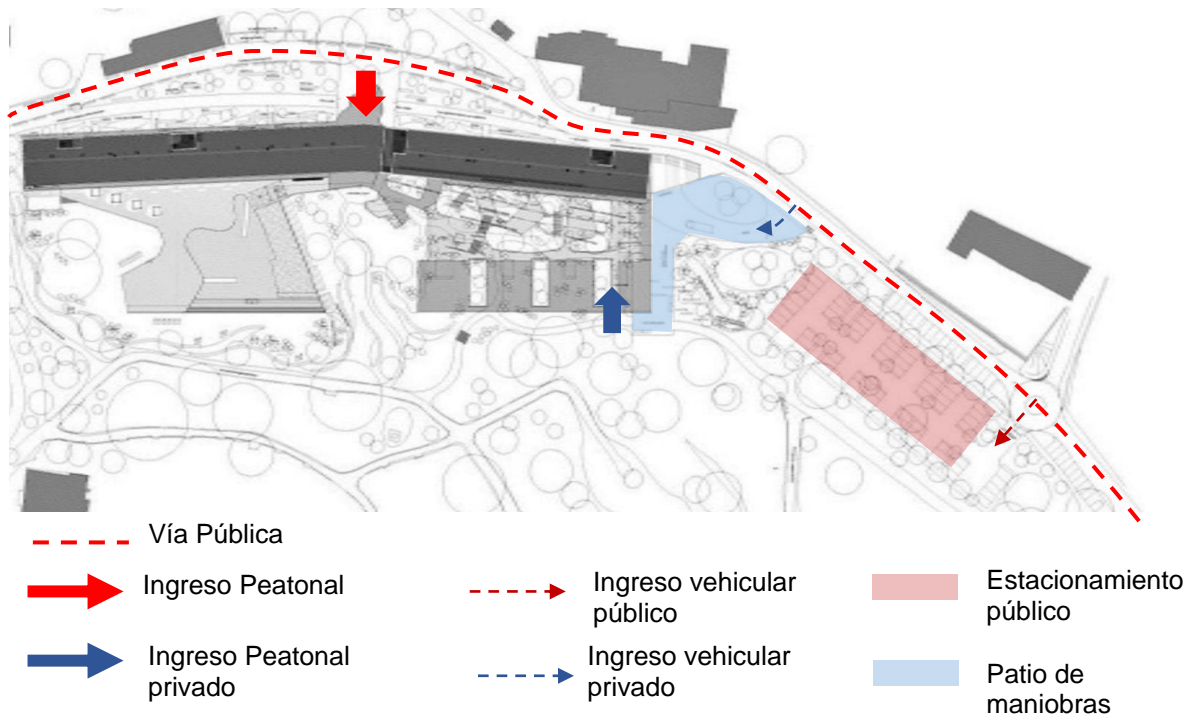 Vía Pública
Ingreso Peatonal
Ingreso vehicular
público
Estacionamiento
público
Ingreso Peatonal
privado
Ingreso vehicular
privado
Patio de
maniobras